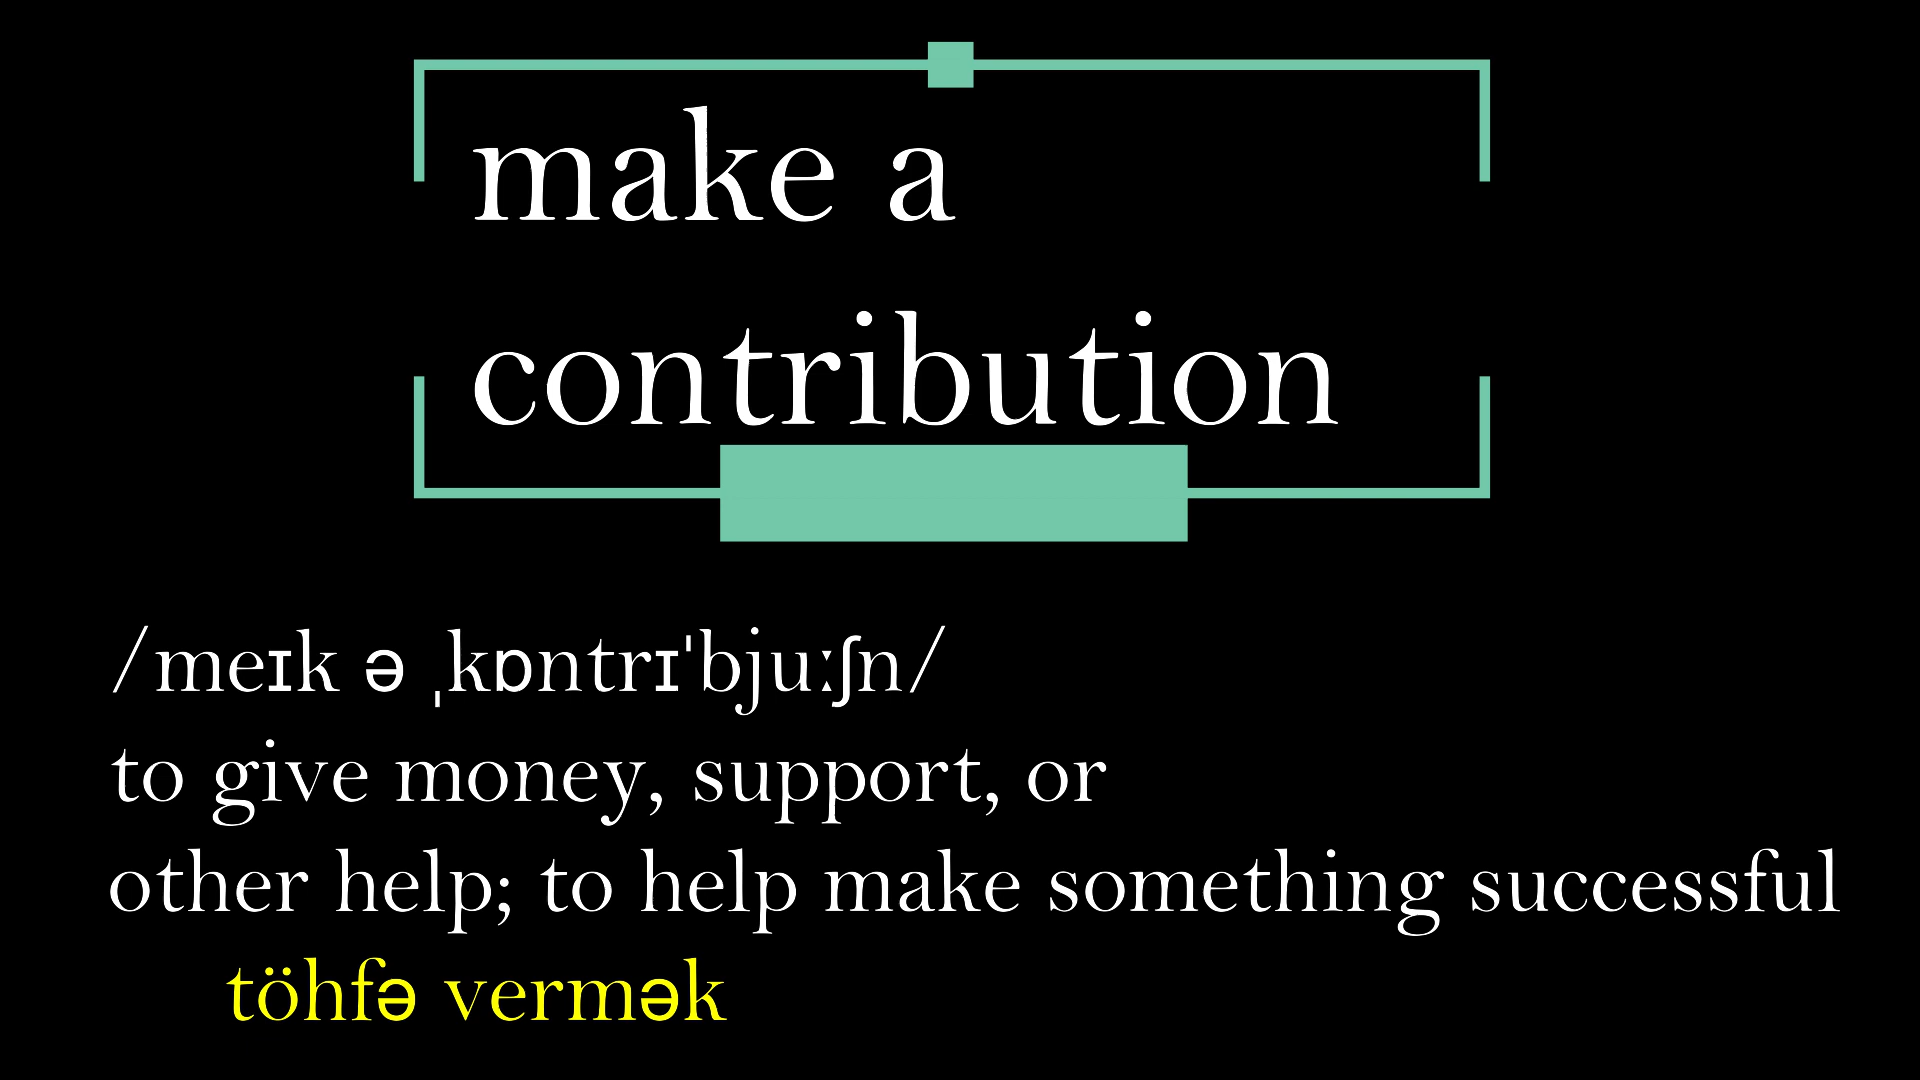 make a
contribution
/meɪk ə ˌkɒntrɪˈbjuːʃn/
to give money, support, or
other help; to help make something successful
töhfə vermək